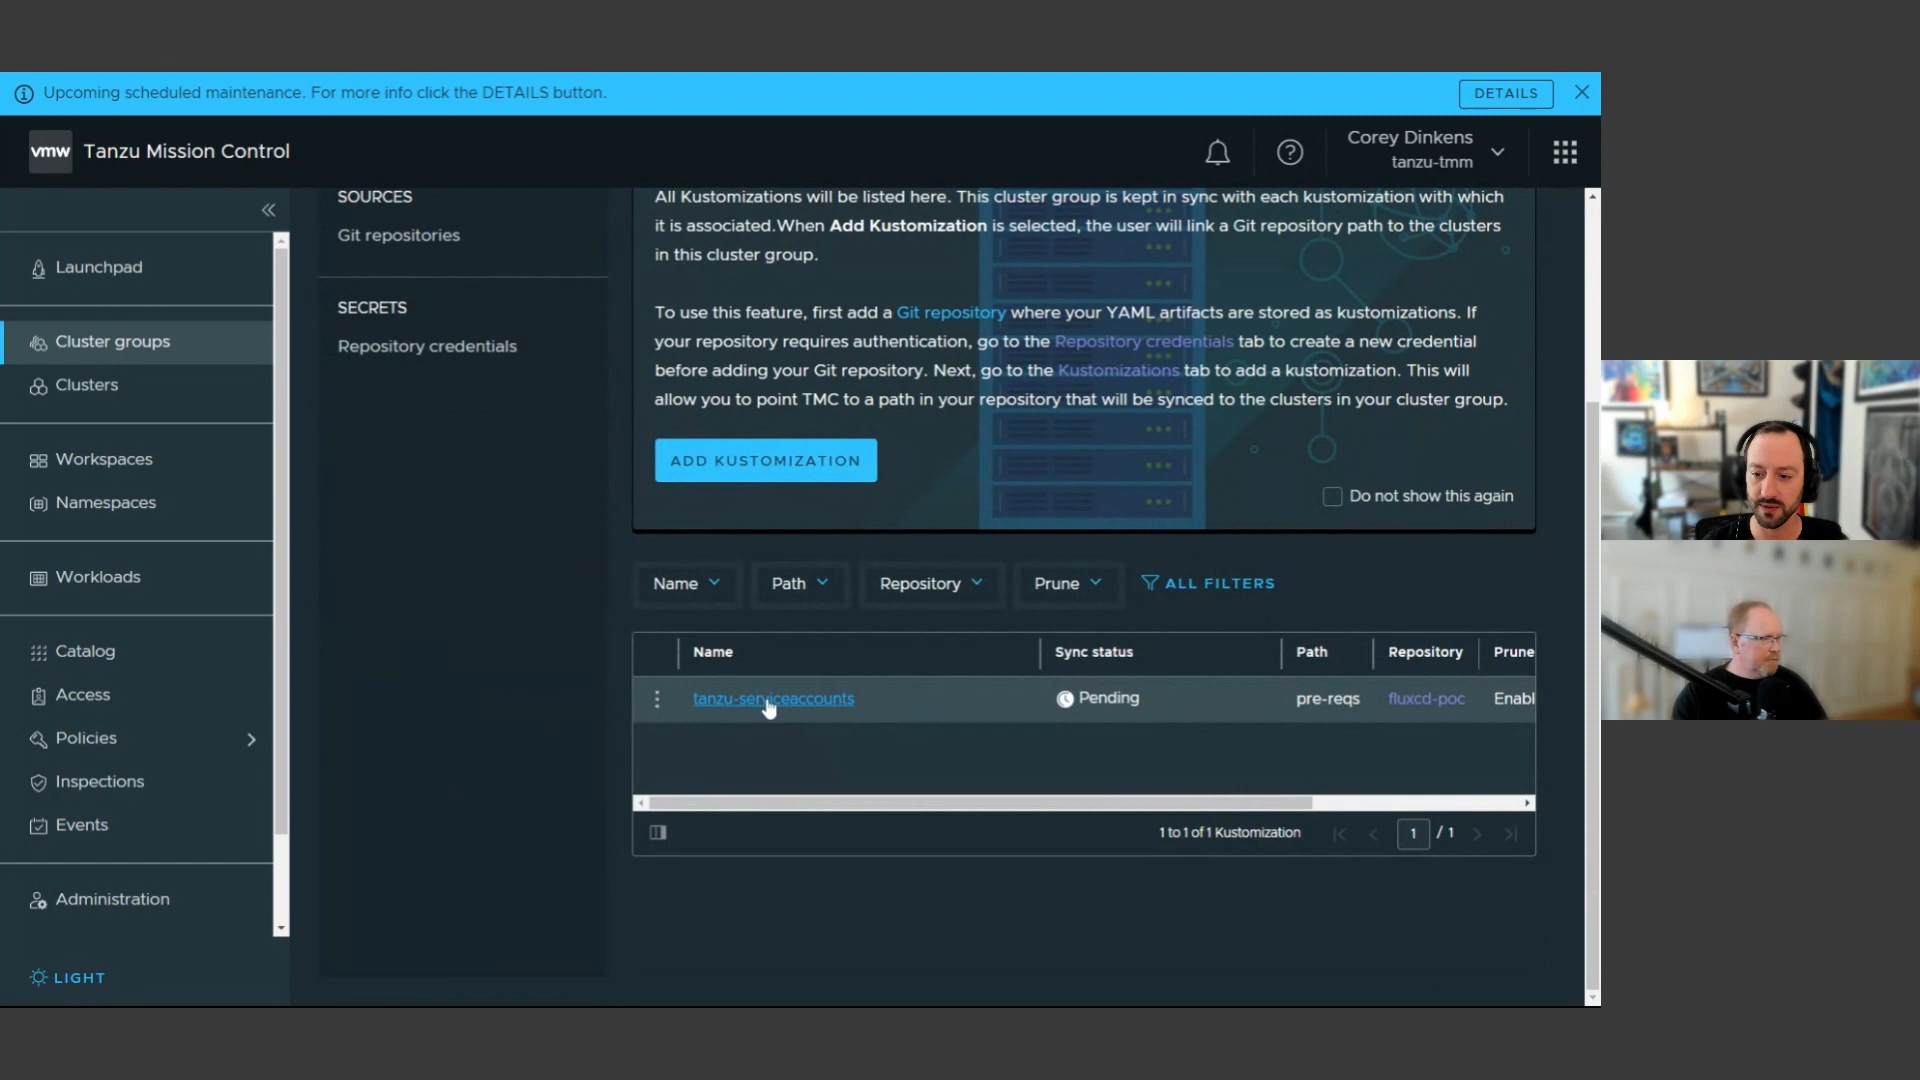 Upcoming scheduled maintenance. For more info click the DETAILS button.
DETAILS
vmw
Tanzu Mission Control
Corey Dinkens
tanzu-tmm
Launchpad
Cluster groups
Clusters
Workspaces
Namespaces
Workloads
Catalog
Access
Policies
Inspections
Events
Administration
LIGHT
SOURCES
Git repositories
SECRETS
Repository credentials
All Kustomizations will be listed here. This cluster group is kept in sync with each kustomization with which
it is associated.When Add Kustomization is selected, the user will link a Git repository path to the clusters
in this cluster group.
To use this feature, first add a Git repository where your YAML artifacts are stored as kustomizations. If
your repository requires authentication, go to the Repository credentials tab to create a new credential
before adding your Git repository. Next, go to the Kustomizations tab to add a kustomization. This will
allow you to point TMC to a path in your repository that will be synced to the clusters in your cluster group.
ADD KUSTOMIZATION
Do not show this again
Name
Path
Repository
Prune
ALL FILTERS
Name Sync status Path Repository Prune
tanzu-serviceaccounts Pending pre-reqs fluxcd-poc Enabl
1 to 1 of 1 Kustomization
1 / 1